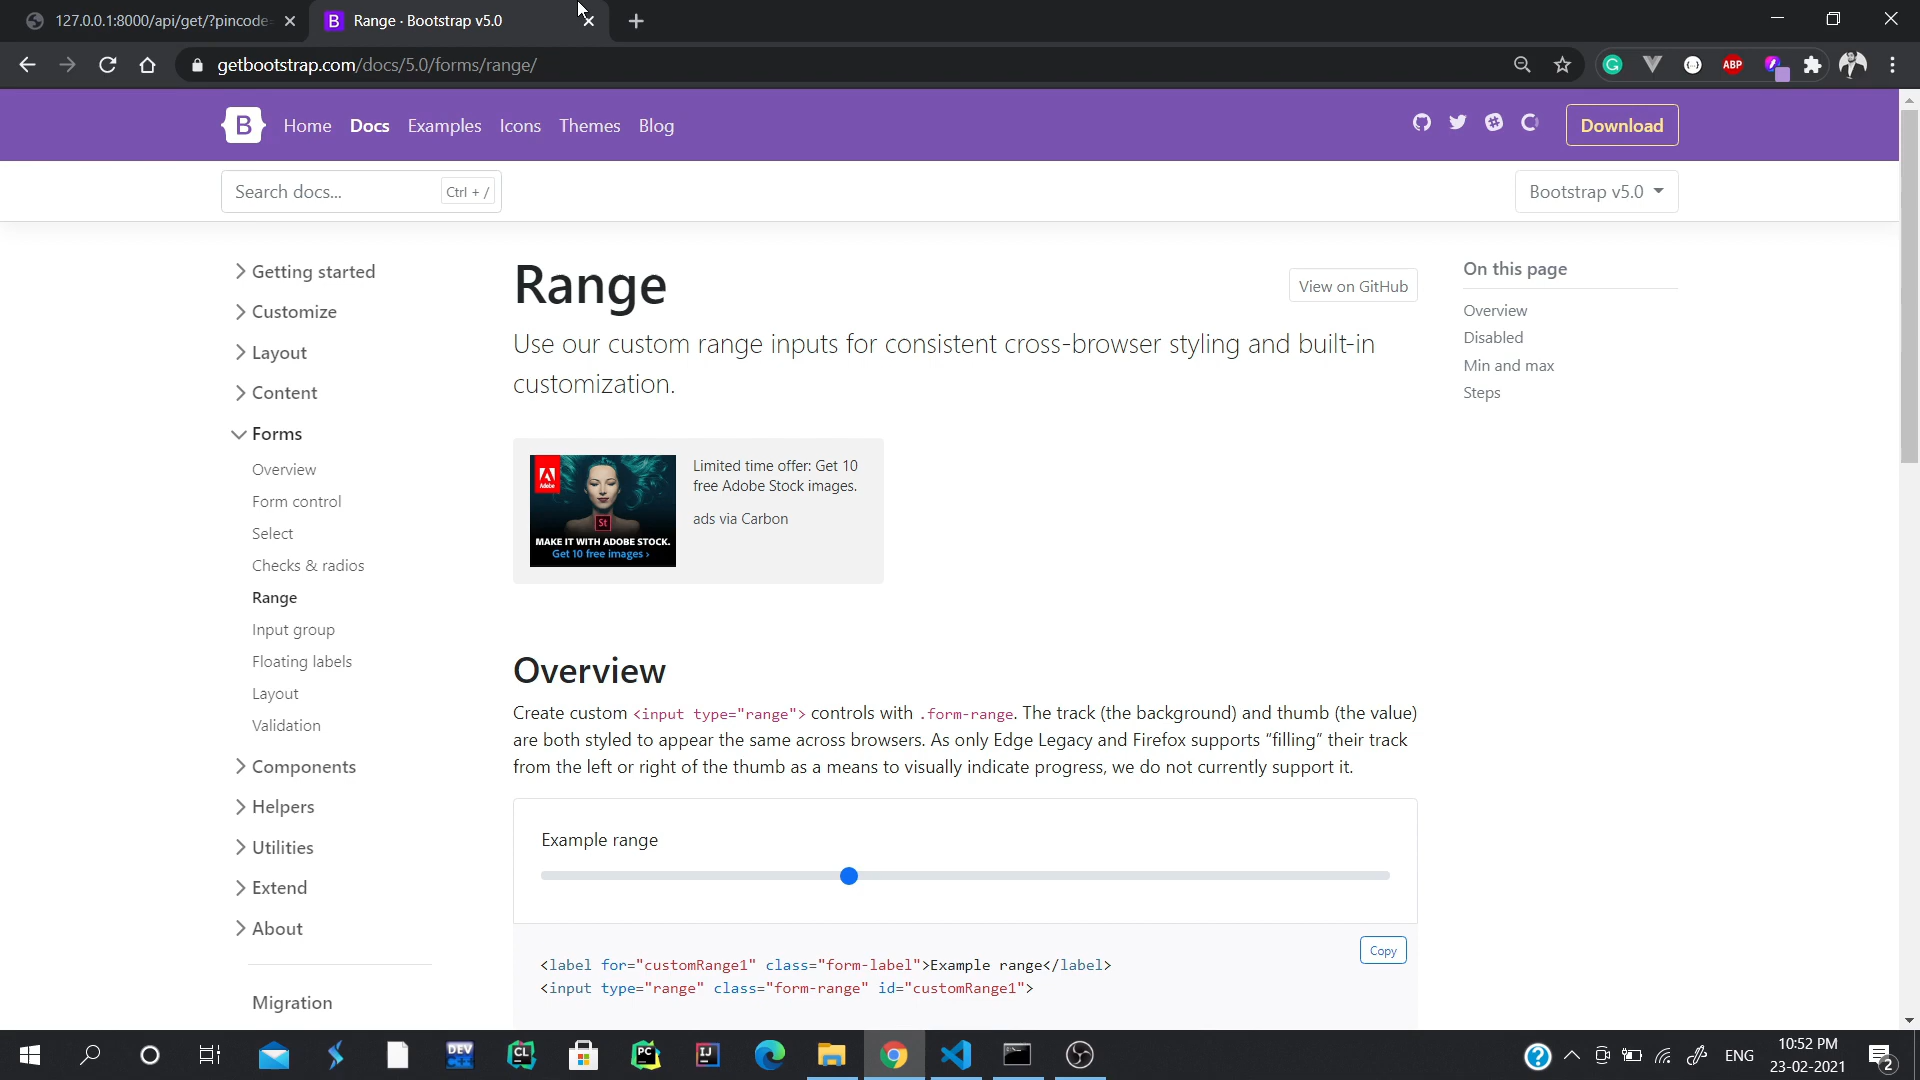 127.0.0.1:8000/api/get/?pincode=
Range · Bootstrap v5.0
getbootstrap.com/docs/5.0/forms/range/
ABP
B Home Docs Examples Icons Themes Blog
Download
Search docs... Ctrl + /
Bootstrap v5.0
Getting started
Customize
Layout
Content
Forms
Overview
Form control
Select
Checks & radios
Range
Input group
Floating labels
Layout
Validation
Components
Helpers
Utilities
Extend
About
Migration
Range
View on GitHub
Use our custom range inputs for consistent cross-browser styling and built-in
customization.
Adobe
St
MAKE IT WITH ADOBE STOCK.
Get 10 free images ›
Limited time offer: Get 10
free Adobe Stock images.
ads via Carbon
Overview
Create custom <input type="range"> controls with .form-range. The track (the background) and thumb (the value)
are both styled to appear the same across browsers. As only Edge Legacy and Firefox supports “filling” their track
from the left or right of the thumb as a means to visually indicate progress, we do not currently support it.
Example range
Copy
<label for="customRange1" class="form-label">Example range</label>
<input type="range" class="form-range" id="customRange1">
On this page
Overview
Disabled
Min and max
Steps
DEV
CL
PC
IJ
ENG
10:52 PM
23-02-2021
2